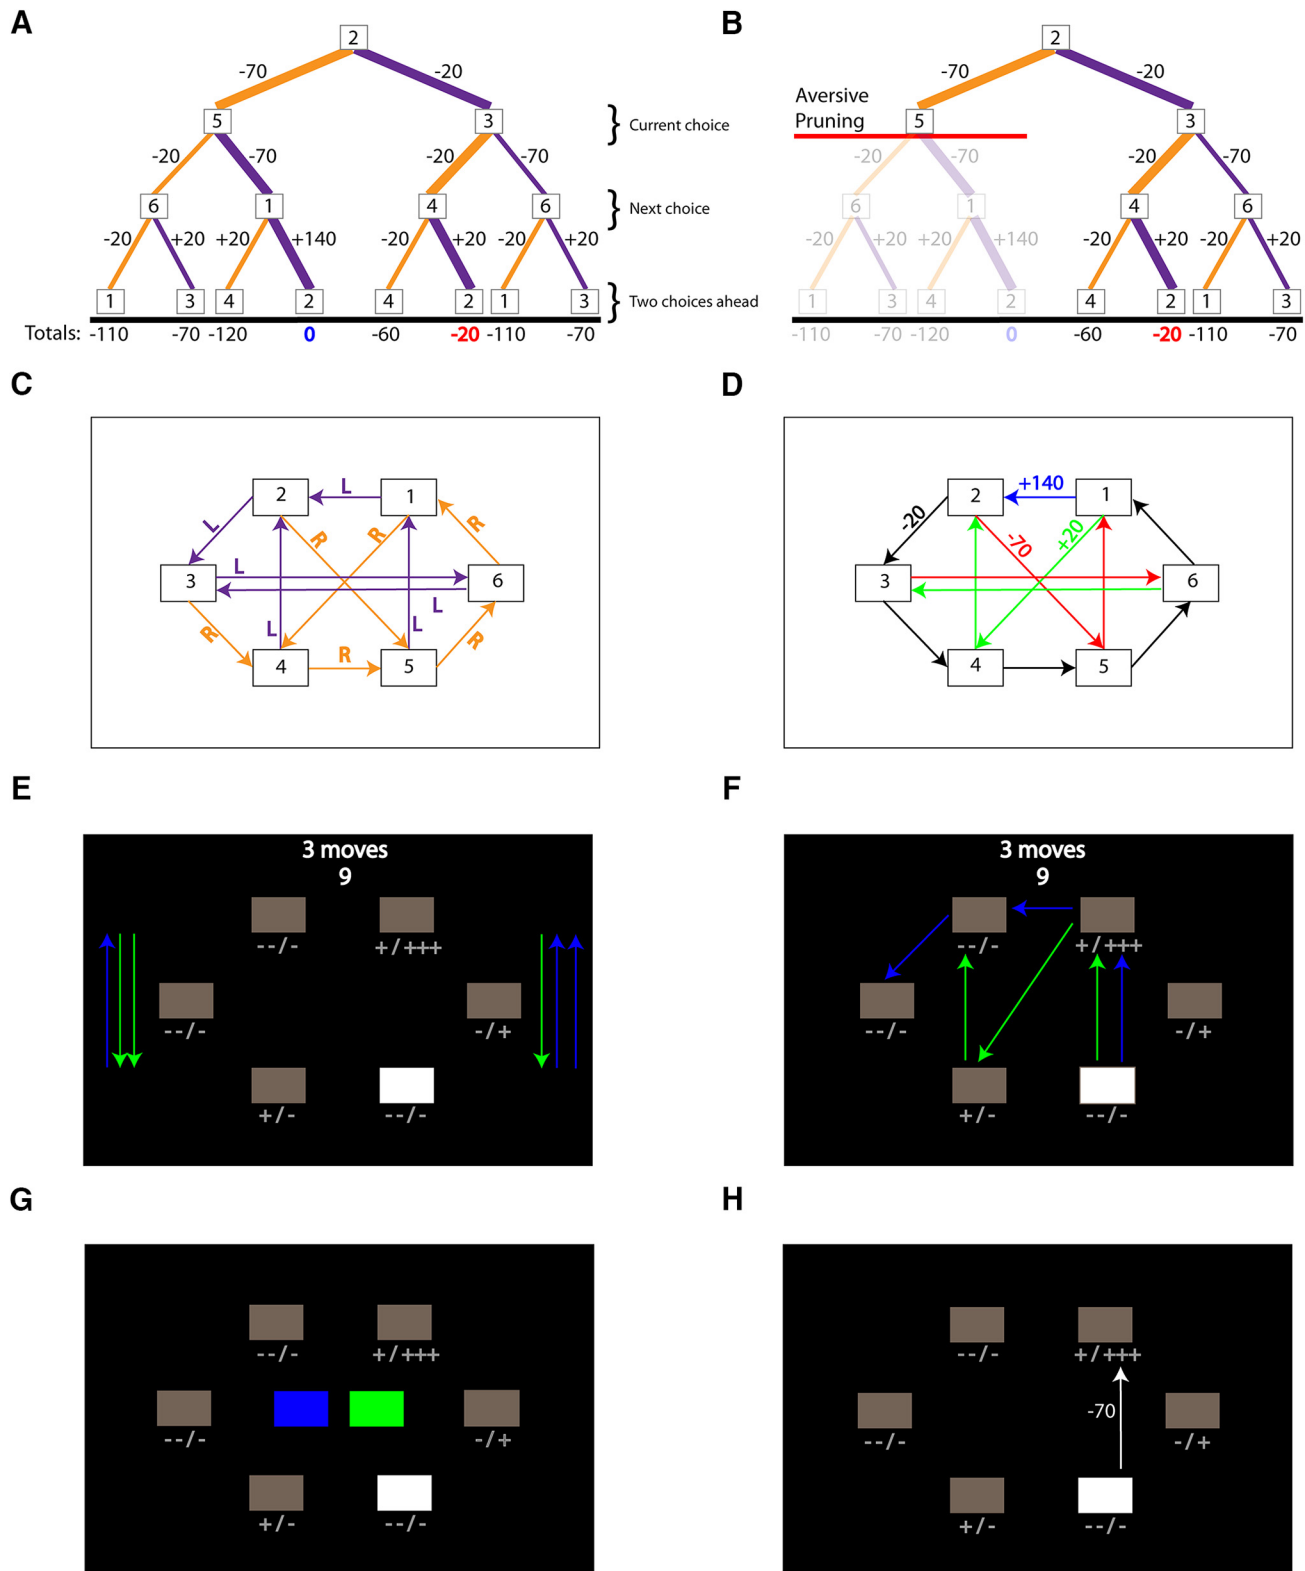 A
B
2
2
-70 -20
-70 -20
Aversive
Pruning
5 3 } Current choice
5 3
-20 -70 -20 -70
-20 -70 -20 -70
6 1 4 6 } Next choice
6 1 4 6
-20 +20 +20 +140 -20 +20 -20 +20
-20 +20 +20 +140 -20 +20 -20 +20
1 3 4 2 4 2 1 3 } Two choices ahead
1 3 4 2 4 2 1 3
Totals: -110 -70 -120 0 -60 -20 -110 -70
-110 -70 -120 0 -60 -20 -110 -70
C
2 L 1
L R R R
3 L 6
L
R L L R
4 R 5
D
2 +140 1
-20 -70 +20
3 6
4 5
E
3 moves
9
--/- +/+++
--/- -/+
+/- --/-
F
3 moves
9
--/- +/+++
--/- -/+
+/- --/-
G
--/- +/+++
--/- -/+
+/- --/-
H
--/- +/+++
-70
--/- -/+
+/- --/-